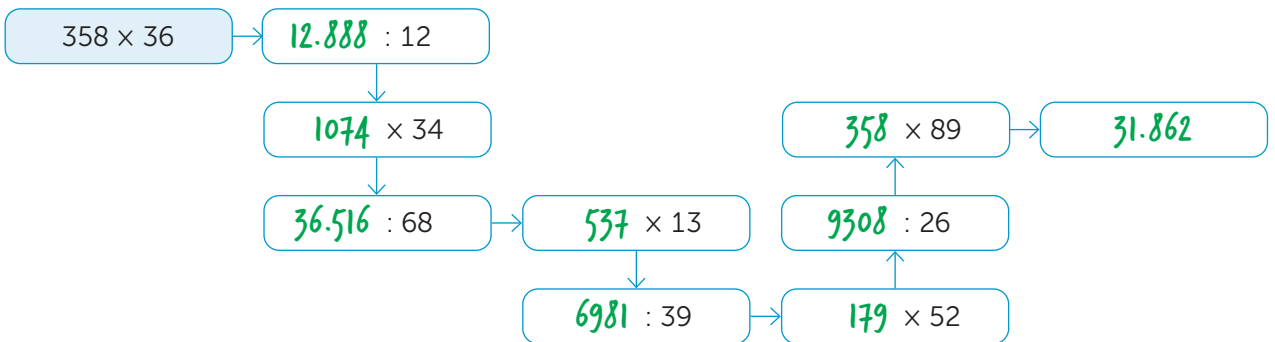 358 × 36
12.888 : 12
1074 × 34
36.516 : 68
537 × 13
6981 : 39
179 × 52
9308 : 26
358 × 89
31.862